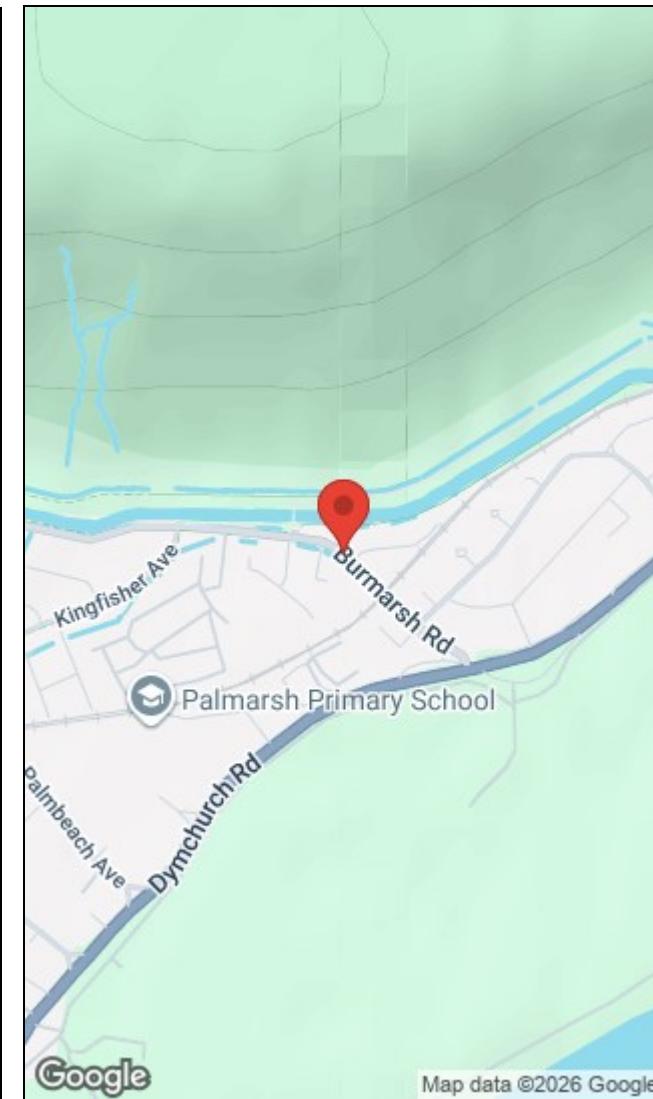 Kingfisher Ave
Burmarsh Rd
Palmarsh Primary School
Dymchurch Rd
Palmbeach Ave
Google
Map data ©2026 Google